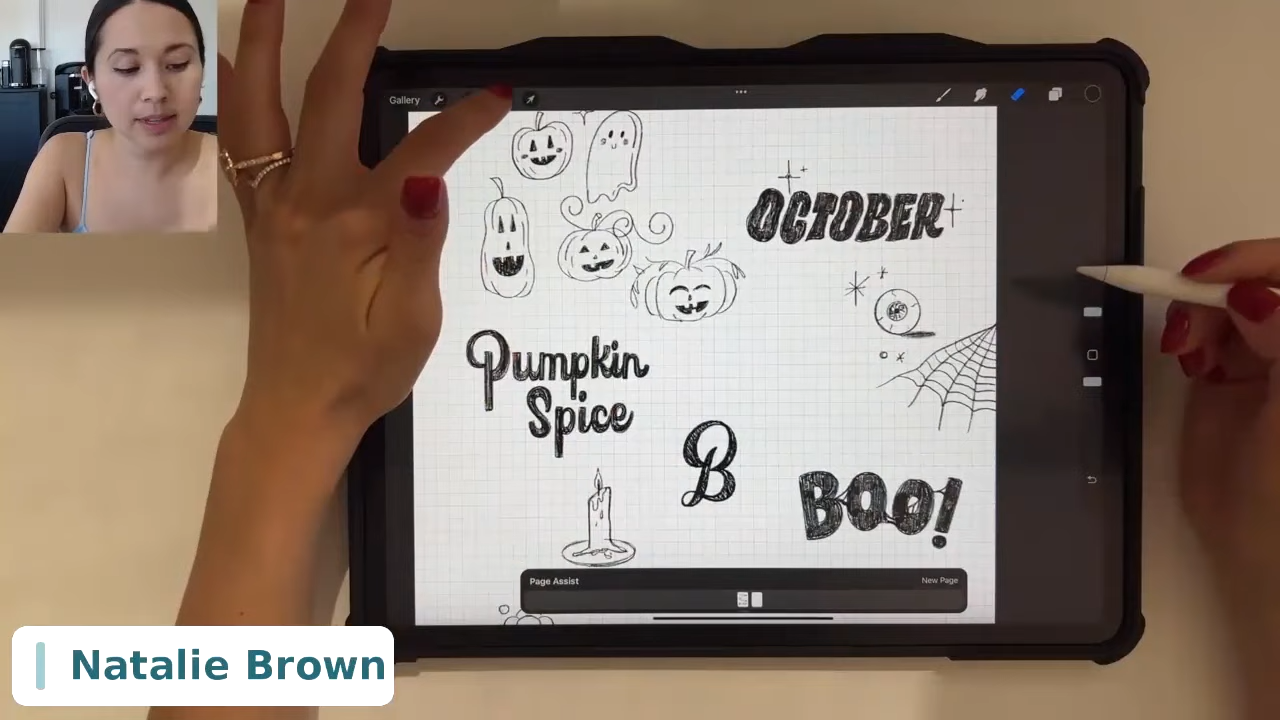 Gallery
OCTOBER
Pumpkin
Spice
B
BOO!
Page Assist
New Page
Natalie Brown